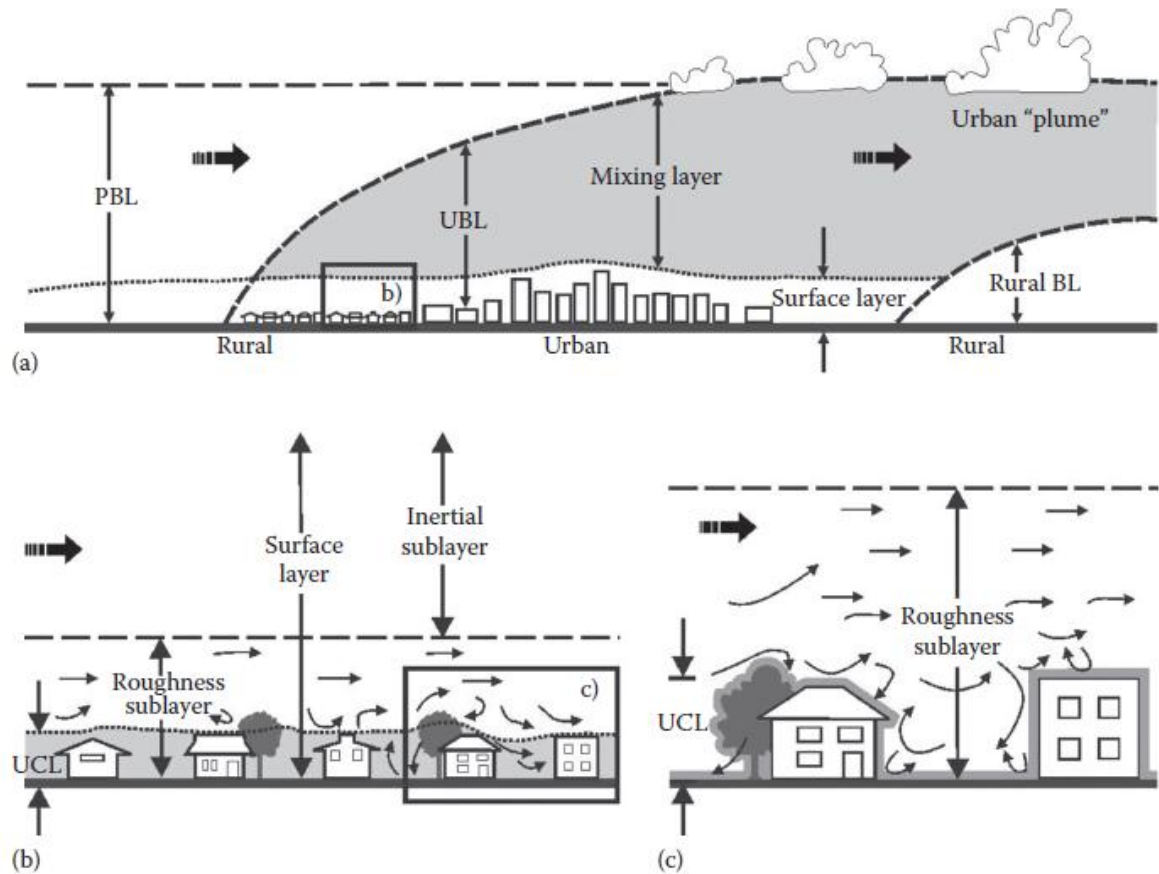 PBL
UBL
Mixing layer
Urban “plume”
b)
Surface layer
Rural BL
Rural
Urban
Rural
(a)
Surface
layer
Inertial
sublayer
Roughness
sublayer
c)
UCL
(b)
Roughness
sublayer
UCL
(c)